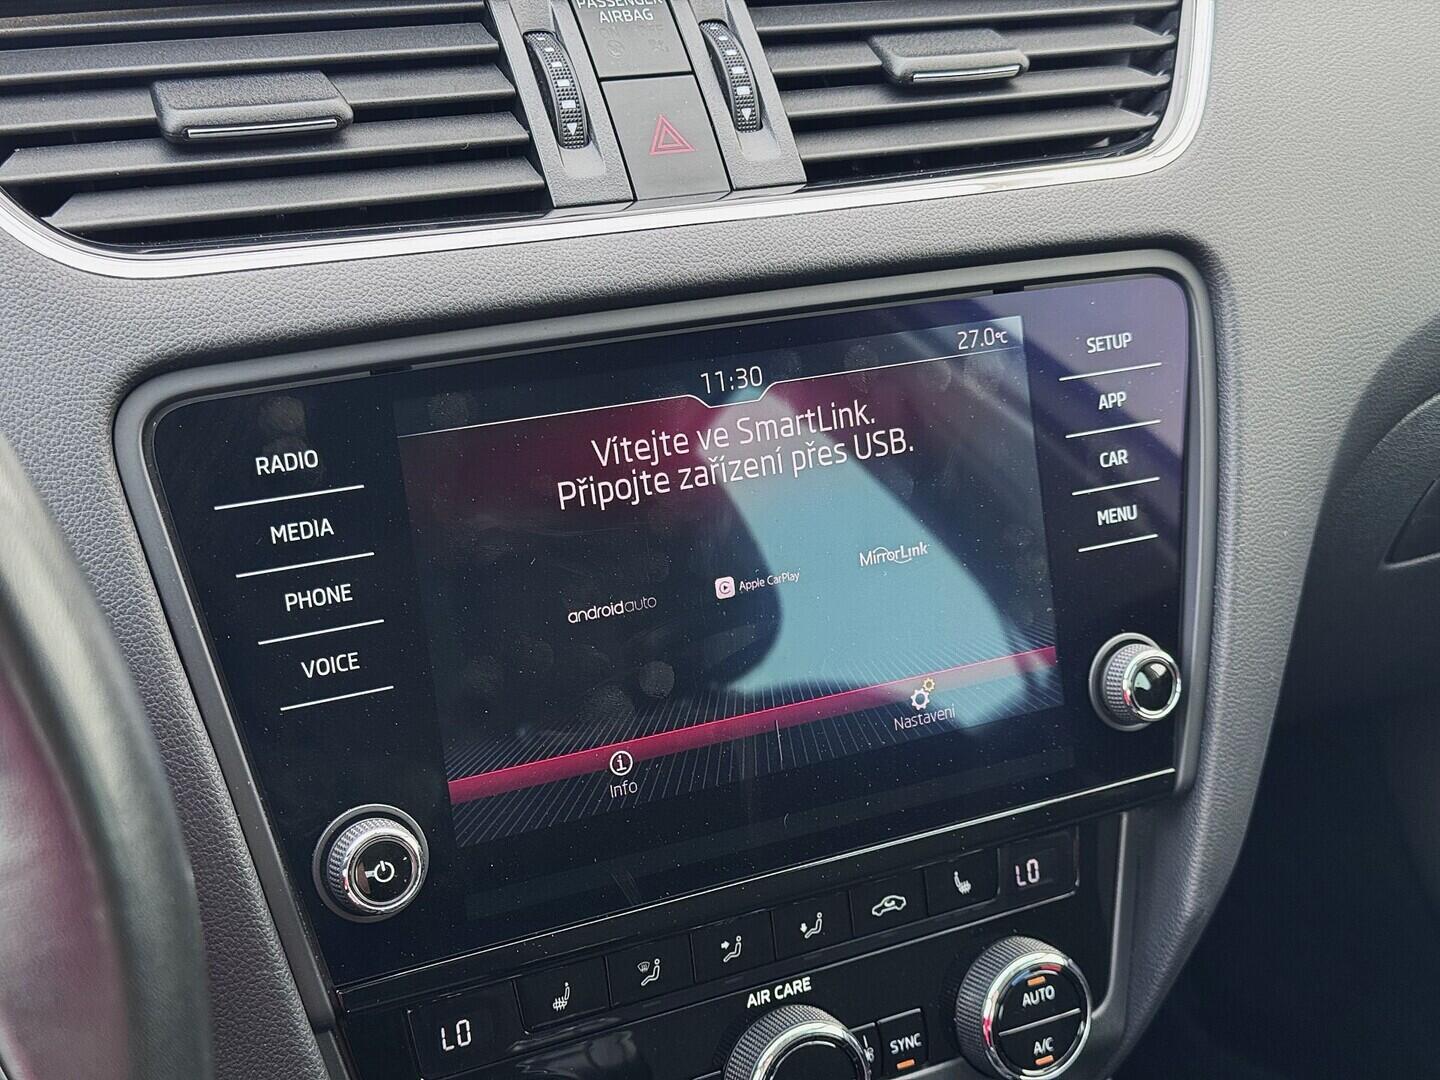 PASSENGER
AIRBAG
27.0°C
11:30
SETUP
APP
CAR
MENU
RADIO
MEDIA
PHONE
VOICE
Vítejte ve SmartLink.
Připojte zařízení přes USB.
androidauto
Apple CarPlay
MirrorLink
Info
Nastavení
LO
LO
AIR CARE
SYNC
AUTO
A/C